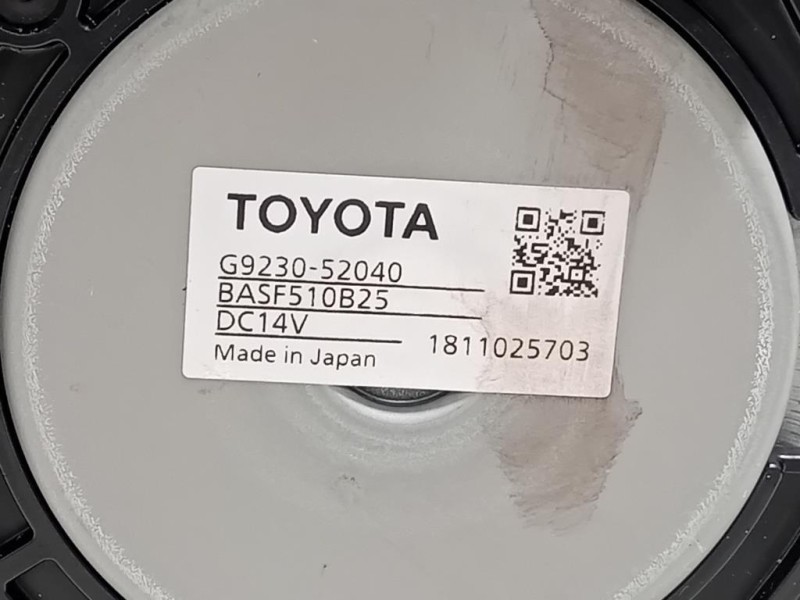 TOYOTA
G9230-52040
BASF510B25
DC14V
1811025703
Made in Japan